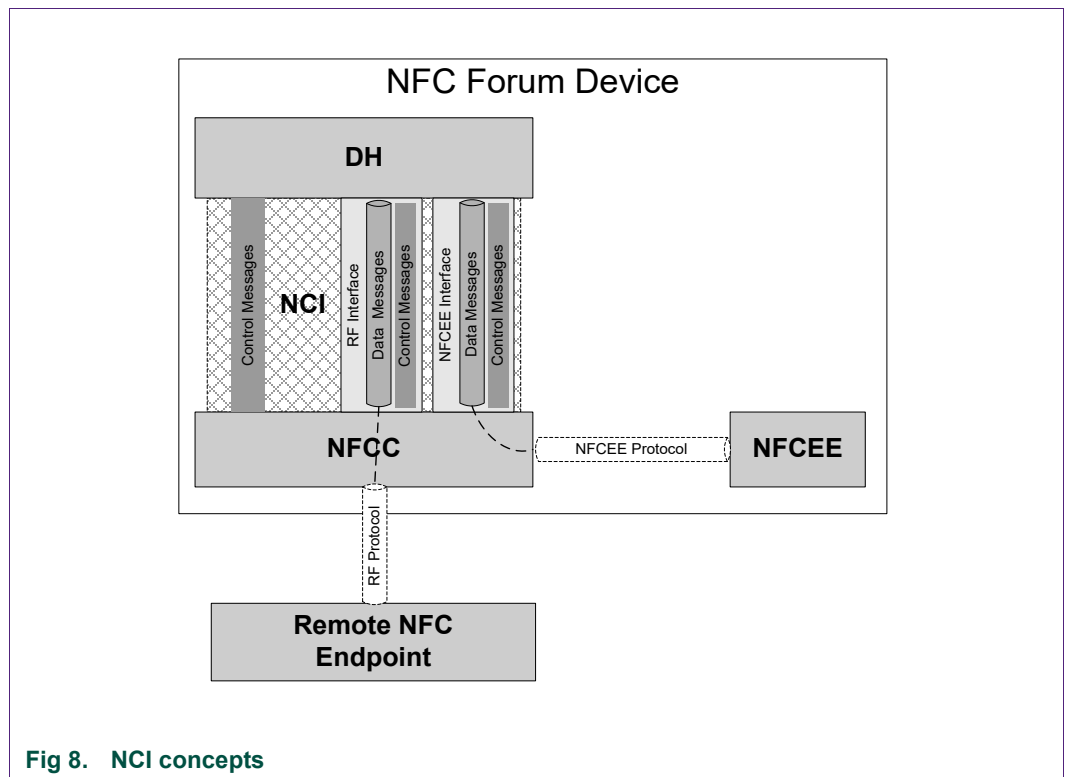 NFC Forum Device
DH
Control Messages
NCI
RF Interface
Data Messages
Control Messages
NFCEE Interface
Data Messages
Control Messages
NFCC
NFCEE Protocol
NFCEE
RF Protocol
Remote NFC
Endpoint
Fig 8. NCI concepts